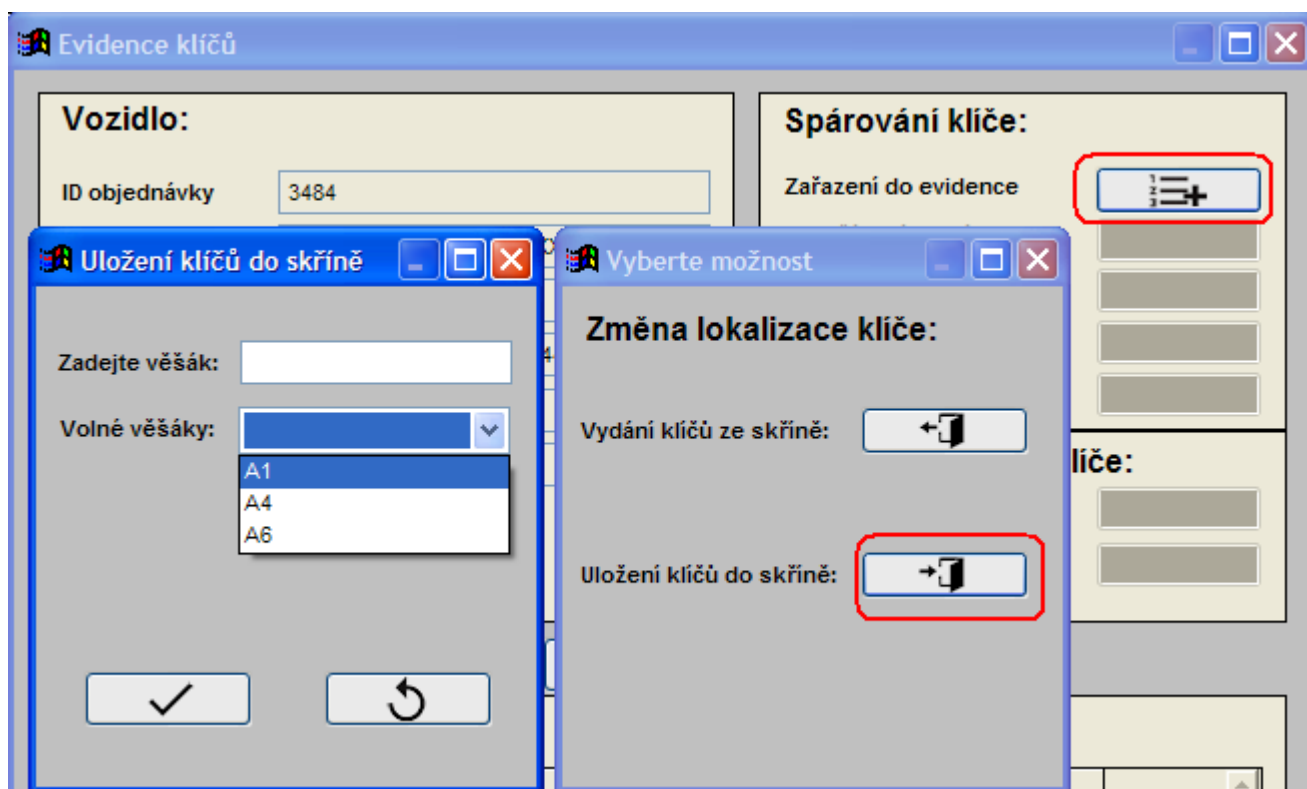 Evidence klíčů
Vozidlo:
ID objednávky
3484
Spárování klíče:
Zařazení do evidence
Uložení klíčů do skříně
Zadejte věšák:
Volné věšáky:
A1
A4
A6
Vyberte možnost
Změna lokalizace klíče:
Vydání klíčů ze skříně:
Uložení klíčů do skříně:
líče: